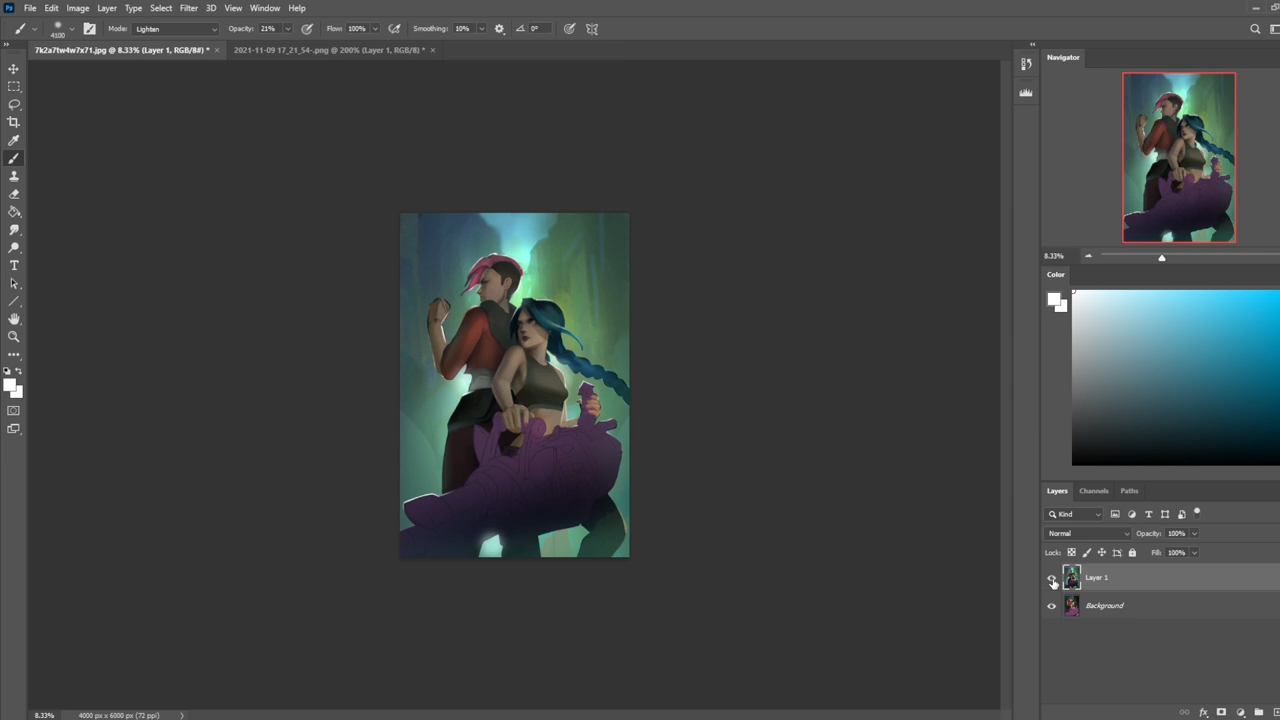 Ps File Edit Image Layer Type Select Filter 3D View Window Help
4100 Mode: Lighten Opacity: 21% Flow: 100% Smoothing: 10% 0°
7k2a7tw4w7x71.jpg @ 8.33% (Layer 1, RGB/8#) * × 2021-11-09 17_21_54-.png @ 200% (Layer 1, RGB/8) * ×
Navigator
8.33%
Color
Layers Channels Paths
Kind
Normal Opacity: 100%
Lock: Fill: 100%
Layer 1
Background
fx
8.33% 4000 px x 6000 px (72 ppi)